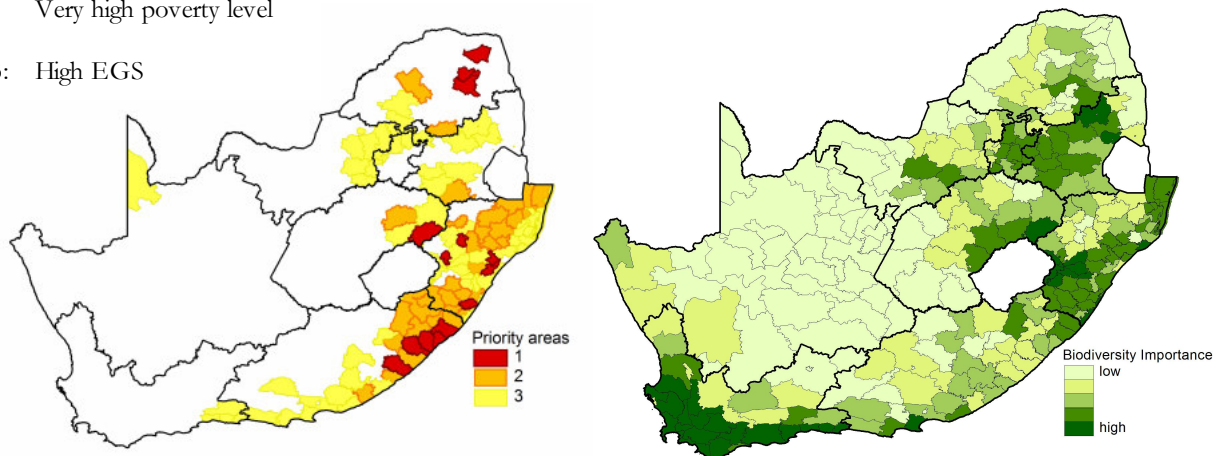 Very high poverty level
: High EGS
Priority areas
1
2
3
Biodiversity Importance
low
high